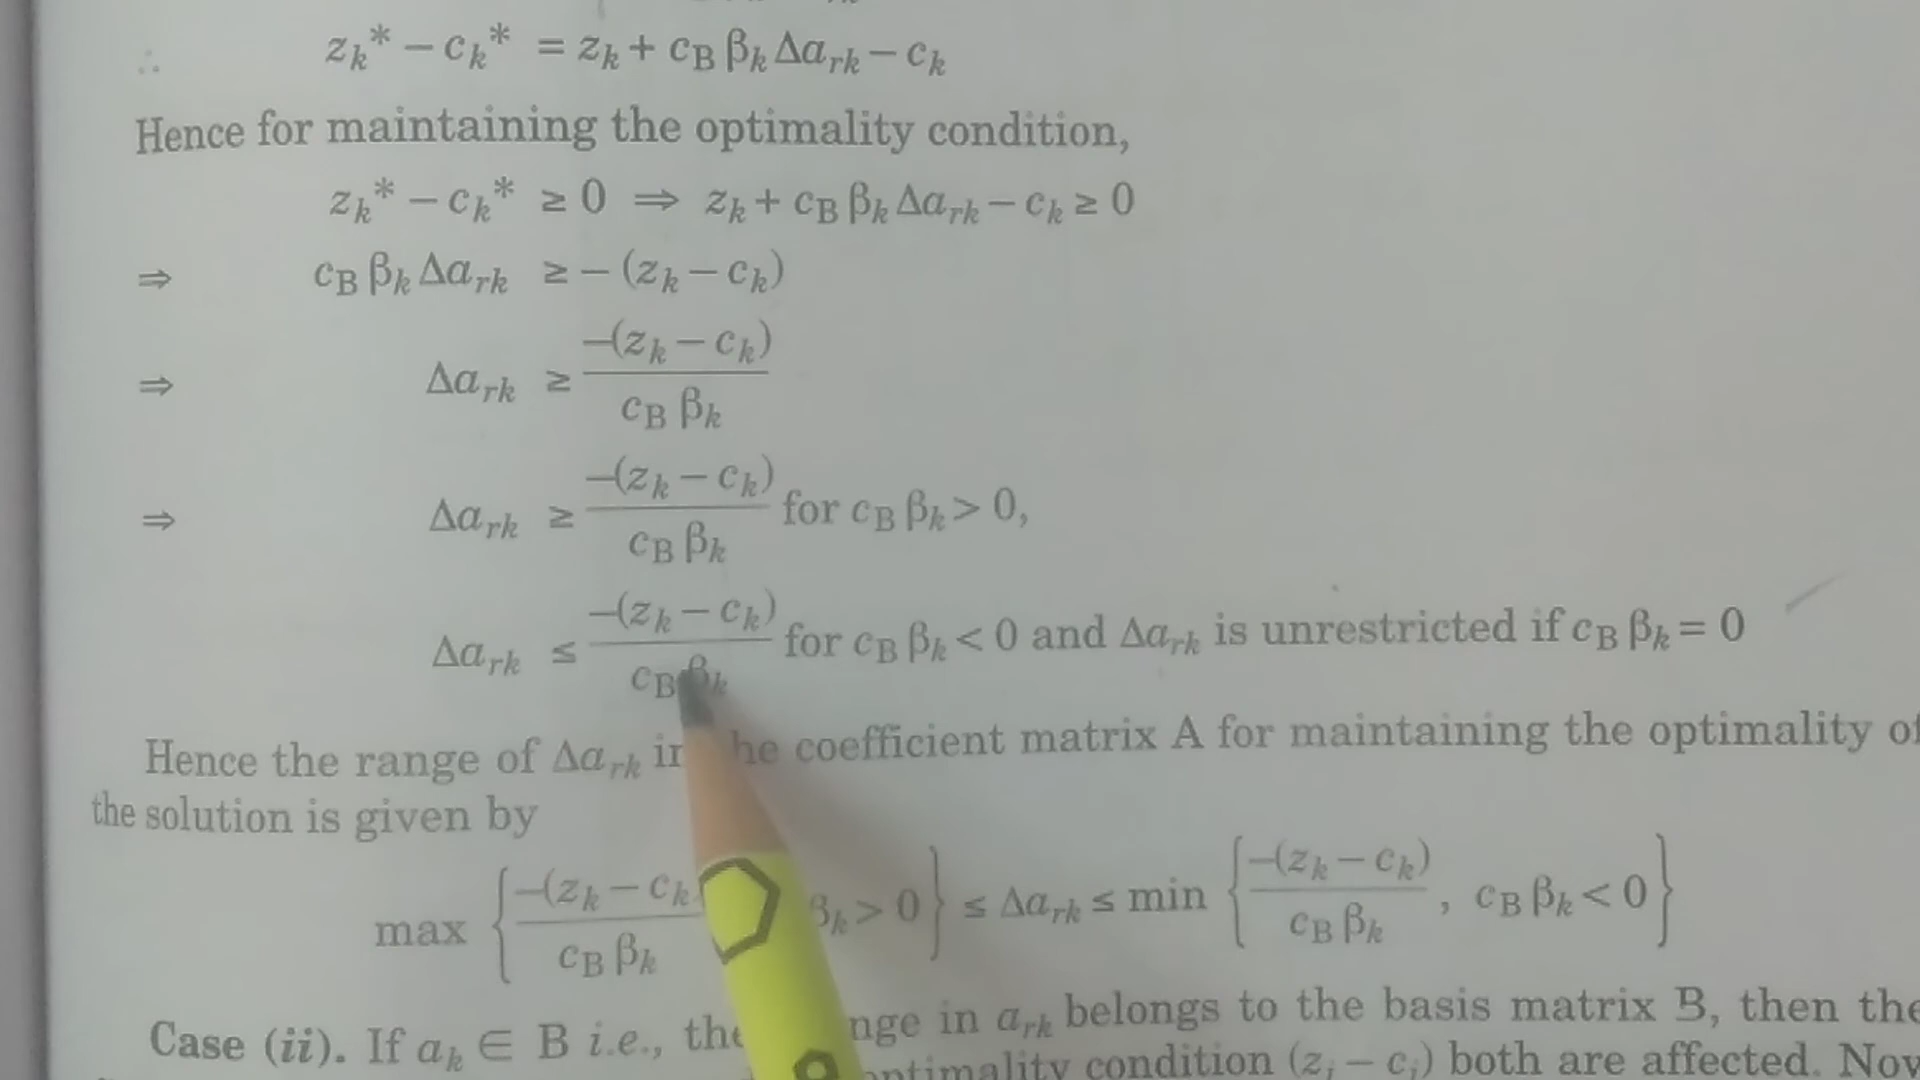 ∴ z_k* – c_k* = z_k + c_B β_k Δa_rk – c_k
Hence for maintaining the optimality condition,
z_k* – c_k* ≥ 0 ⇒ z_k + c_B β_k Δa_rk – c_k ≥ 0
⇒ c_B β_k Δa_rk ≥ – (z_k – c_k)
⇒ Δa_rk ≥ –(z_k – c_k) / c_B β_k
⇒ Δa_rk ≥ –(z_k – c_k) / c_B β_k for c_B β_k > 0,
Δa_rk ≤ –(z_k – c_k) / c_B β_k for c_B β_k < 0 and Δa_rk is unrestricted if c_B β_k = 0
Hence the range of Δa_rk in the coefficient matrix A for maintaining the optimality of
the solution is given by
max { –(z_k – c_k / c_B β_k β_k > 0 } ≤ Δa_rk ≤ min { –(z_k – c_k) / c_B β_k , c_B β_k < 0 }
Case (ii). If a_k ∈ B i.e., the nge in a_rk belongs to the basis matrix B, then the
optimality condition (z_j – c_j) both are affected. Now